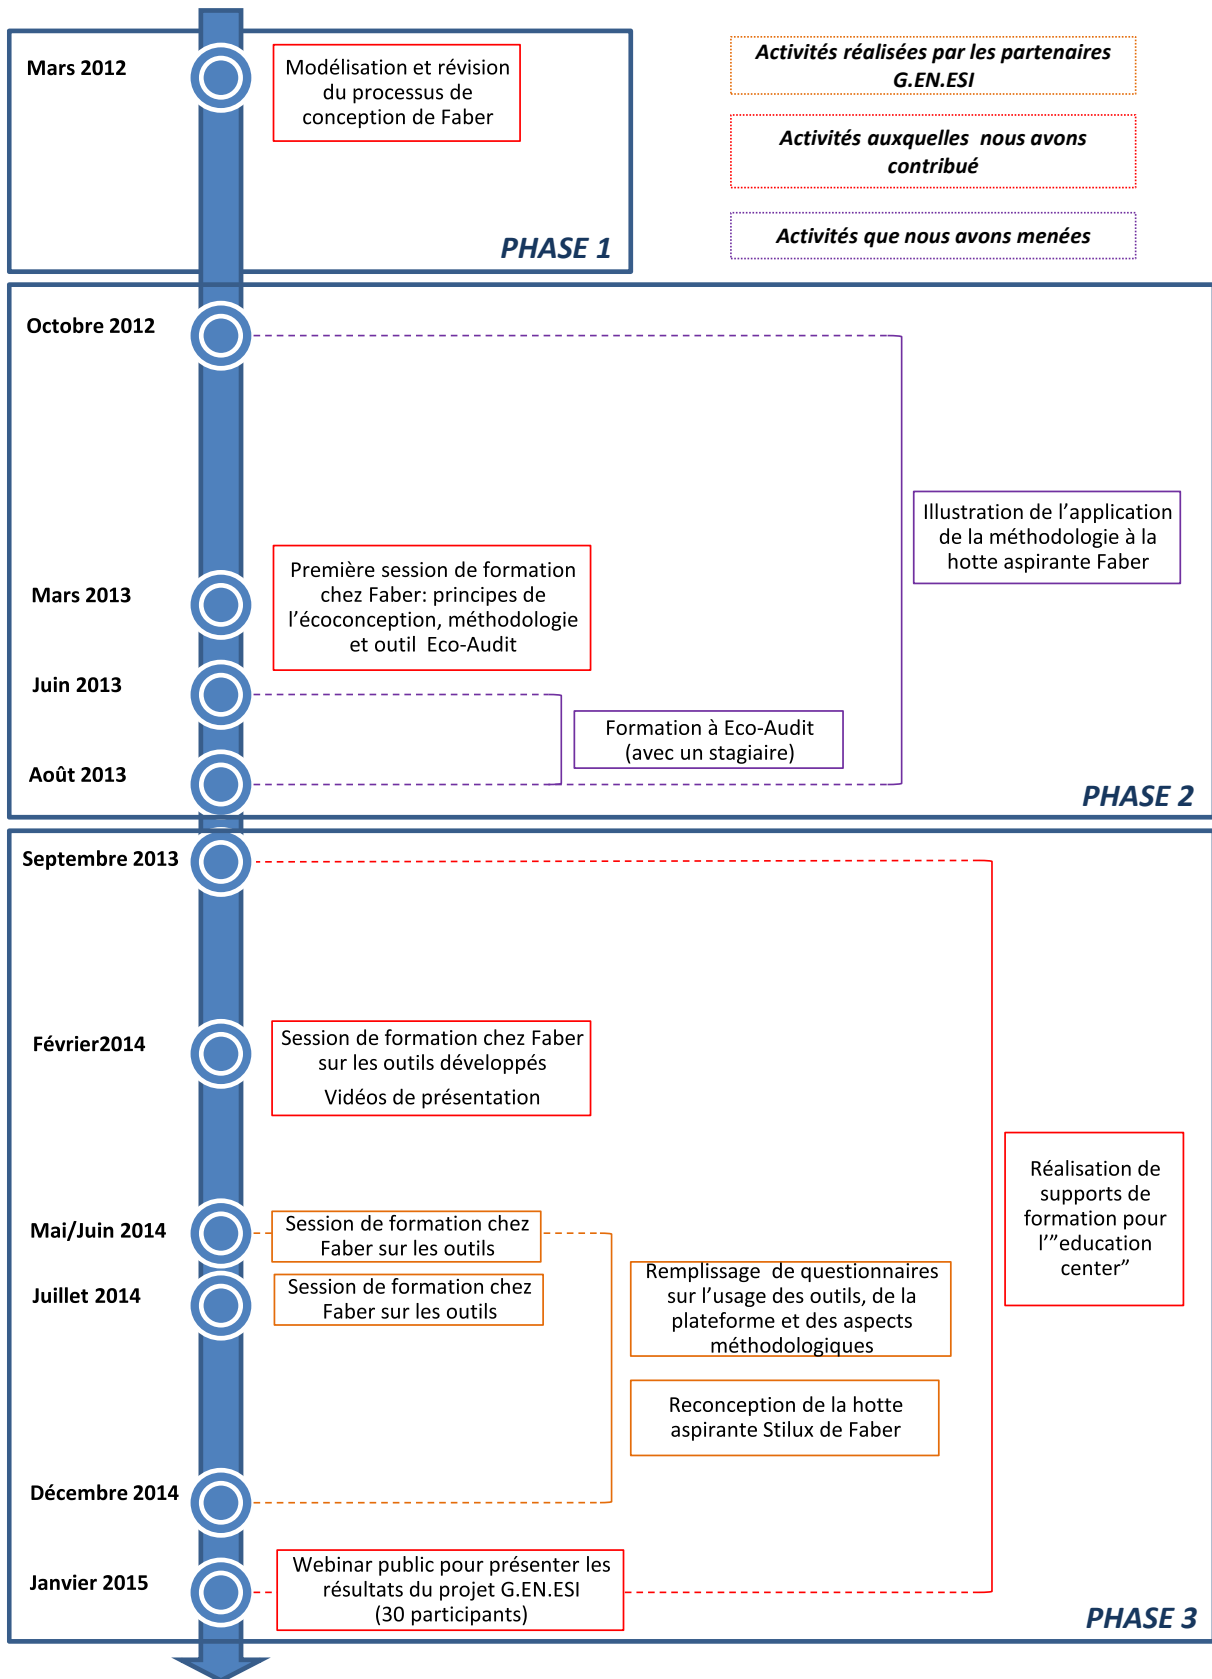 Mars 2012
Modélisation et révision
du processus de
conception de Faber
PHASE 1
Activités réalisées par les partenaires
G.EN.ESI
Activités auxquelles nous avons
contribué
Activités que nous avons menées
Octobre 2012
Illustration de l’application
de la méthodologie à la
hotte aspirante Faber
Mars 2013
Première session de formation
chez Faber: principes de
l’écoconception, méthodologie
et outil Eco-Audit
Juin 2013
Formation à Eco-Audit
(avec un stagiaire)
Août 2013
PHASE 2
Septembre 2013
Février2014
Session de formation chez Faber
sur les outils développés
Vidéos de présentation
Réalisation de
supports de
formation pour
l’”education
center”
Mai/Juin 2014
Session de formation chez
Faber sur les outils
Juillet 2014
Session de formation chez
Faber sur les outils
Remplissage de questionnaires
sur l’usage des outils, de la
plateforme et des aspects
méthodologiques
Reconception de la hotte
aspirante Stilux de Faber
Décembre 2014
Janvier 2015
Webinar public pour présenter les
résultats du projet G.EN.ESI
(30 participants)
PHASE 3